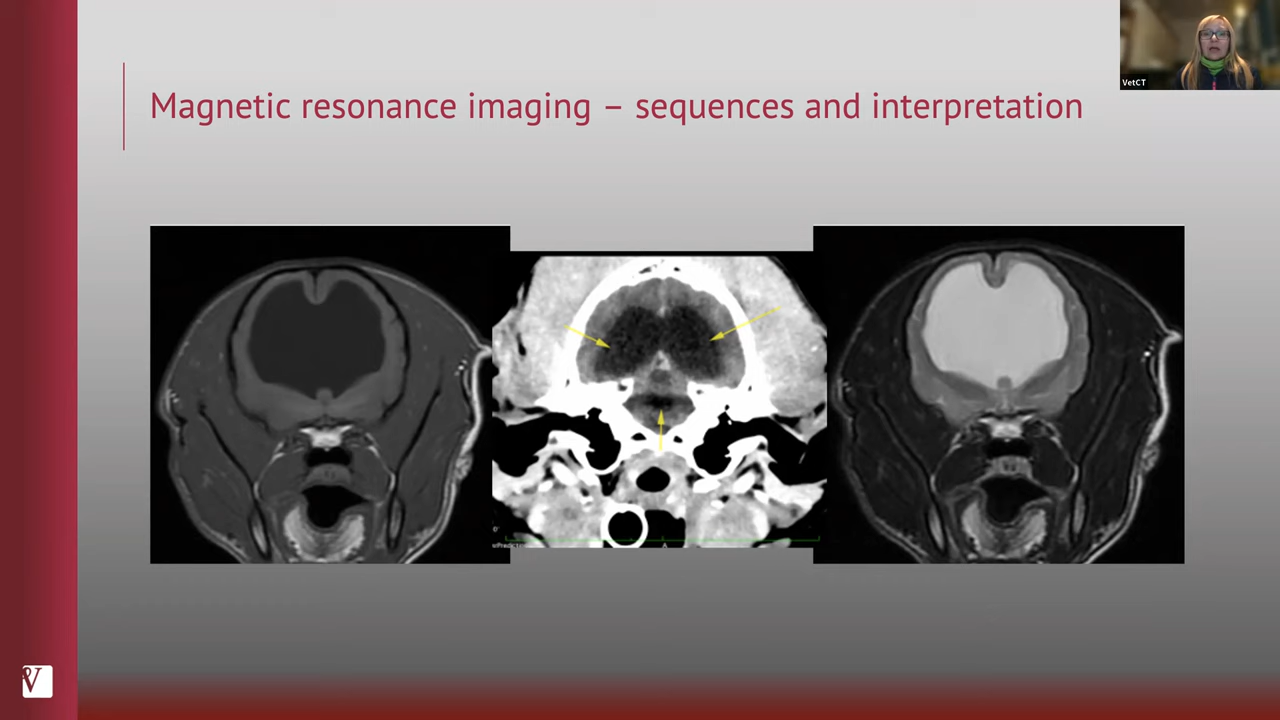 VetCT
Magnetic resonance imaging – sequences and interpretation